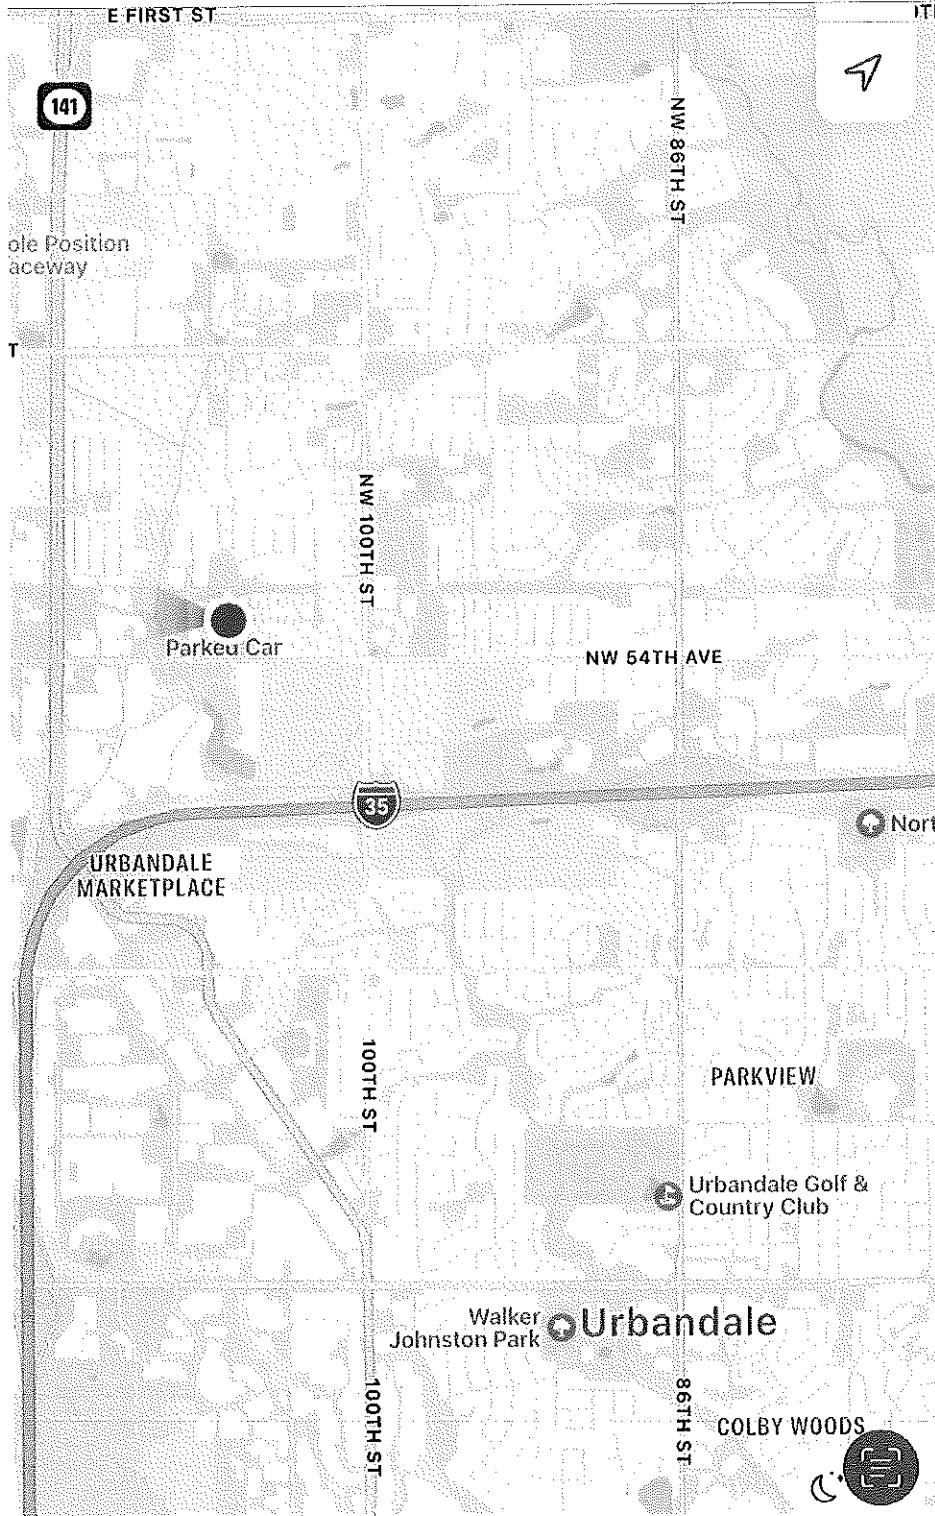 E FIRST ST
141
NW 86TH ST
ole Position
aceway
T
NW 100TH ST
Parked Car
NW 54TH AVE
35
Nort
URBANDALE
MARKETPLACE
100TH ST
PARKVIEW
Urbandale Golf &
Country Club
Walker
Johnston Park
Urbandale
100TH ST
86TH ST
COLBY WOODS